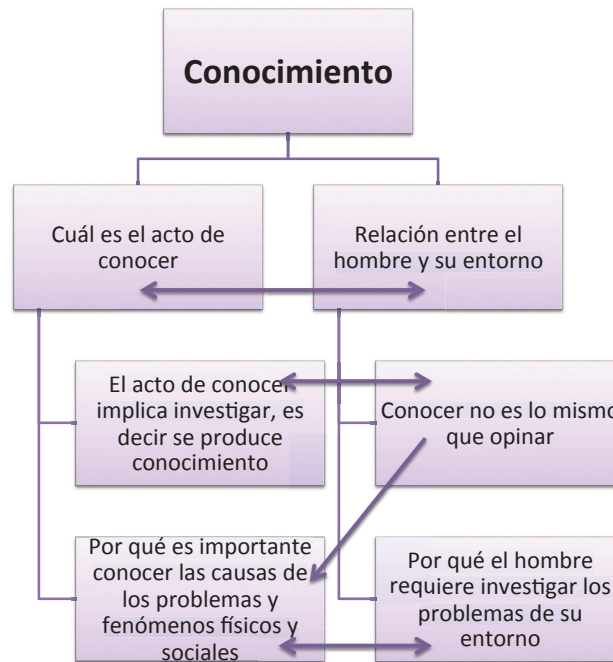 Conocimiento
Cuál es el acto de
conocer
Relación entre el
hombre y su entorno
El acto de conocer
implica investigar, es
decir se produce
conocimiento
Conocer no es lo mismo
que opinar
Por qué es importante
conocer las causas de
los problemas y
fenómenos físicos y
sociales
Por qué el hombre
requiere investigar los
problemas de su
entorno